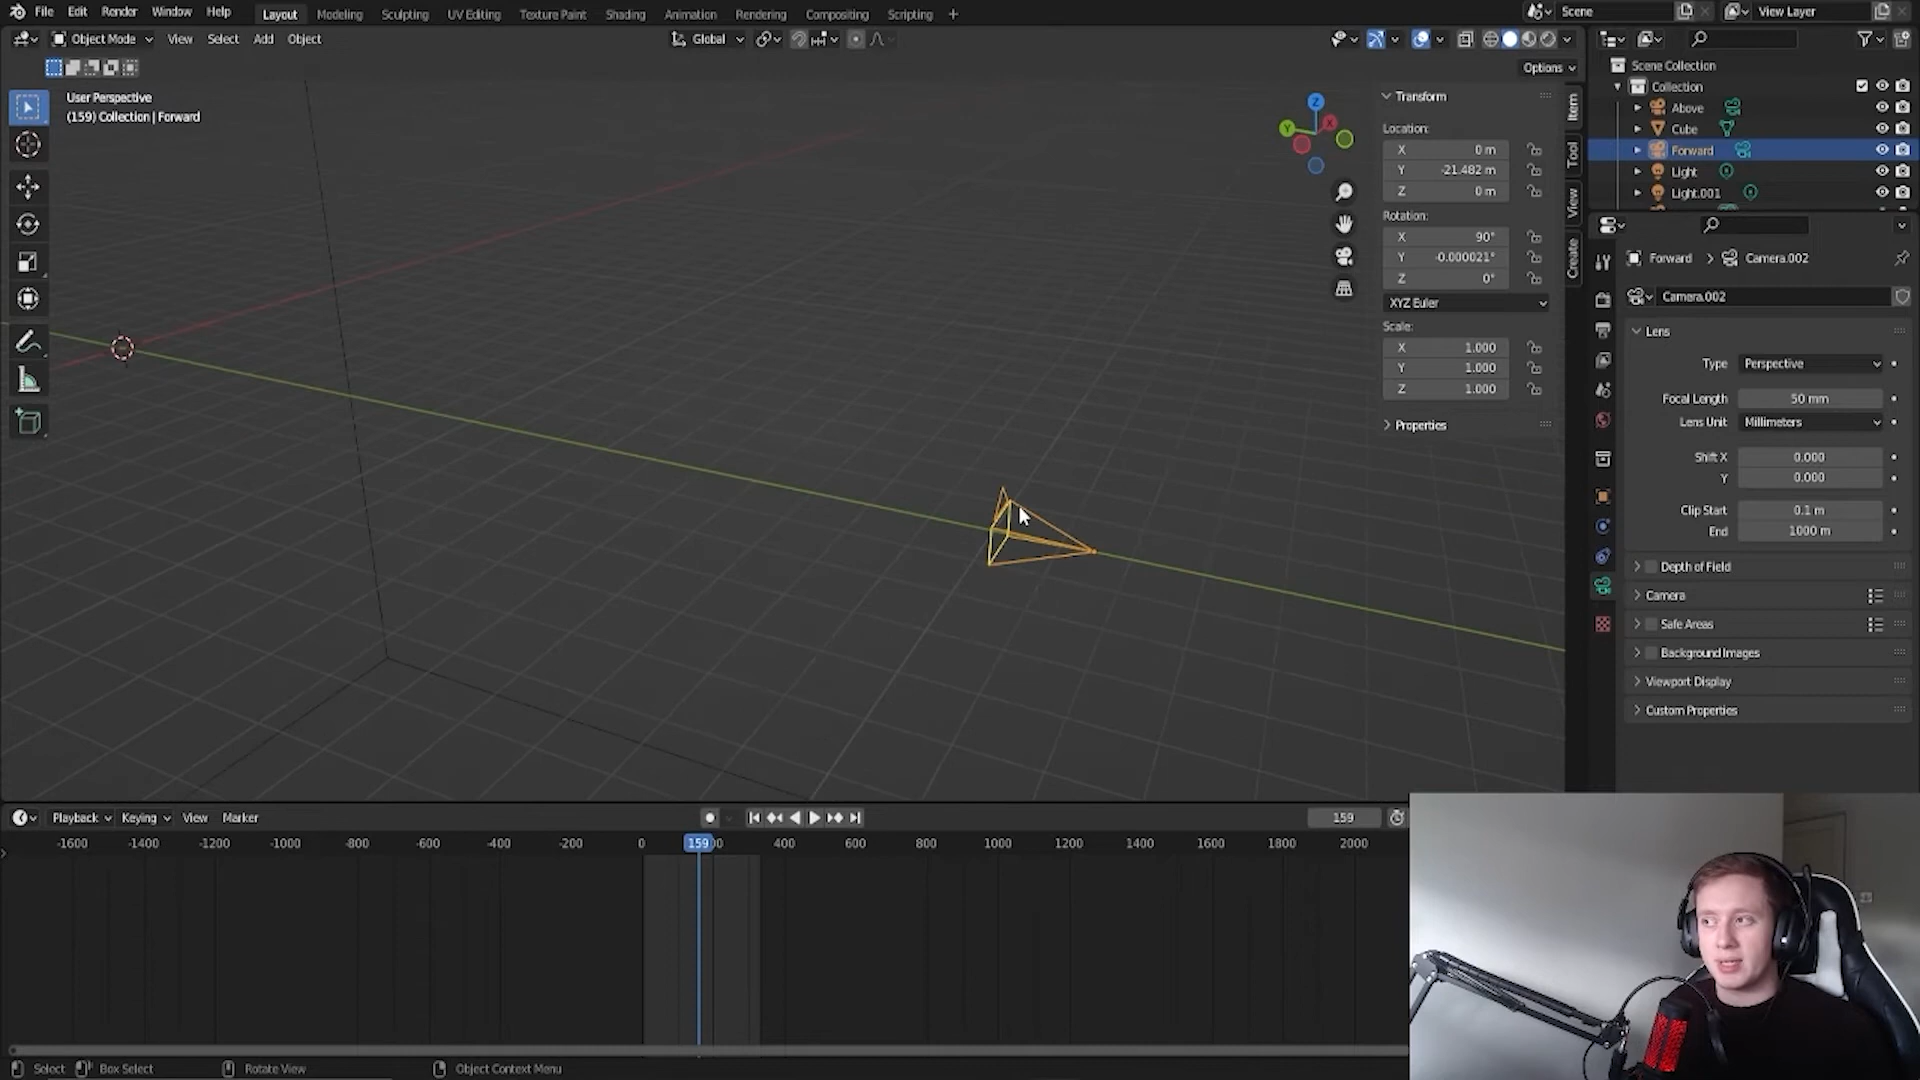 File Edit Render Window Help Layout Modeling Sculpting UV Editing Texture Paint Shading Animation Rendering Compositing Scripting + Scene View Layer
Object Mode View Select Add Object Global
Options
User Perspective
(159) Collection | Forward
Z
Y
X
Transform
Location:
X 0 m
Y -21.482 m
Z 0 m
Rotation:
X 90°
Y -0.000021°
Z 0°
XYZ Euler
Scale:
X 1.000
Y 1.000
Z 1.000
Properties
Item
Tool
View
Create
Scene Collection
Collection
Above
Cube
Forward
Light
Light.001
Forward > Camera.002
Camera.002
Lens
Type Perspective
Focal Length 50 mm
Lens Unit Millimeters
Shift X 0.000
Y 0.000
Clip Start 0.1 m
End 1000 m
Depth of Field
Camera
Safe Areas
Background Images
Viewport Display
Custom Properties
Playback Keying View Marker 159
-1600 -1400 -1200 -1000 -800 -600 -400 -200 0 159 400 600 800 1000 1200 1400 1600 1800 2000
Select Box Select Rotate View Object Context Menu